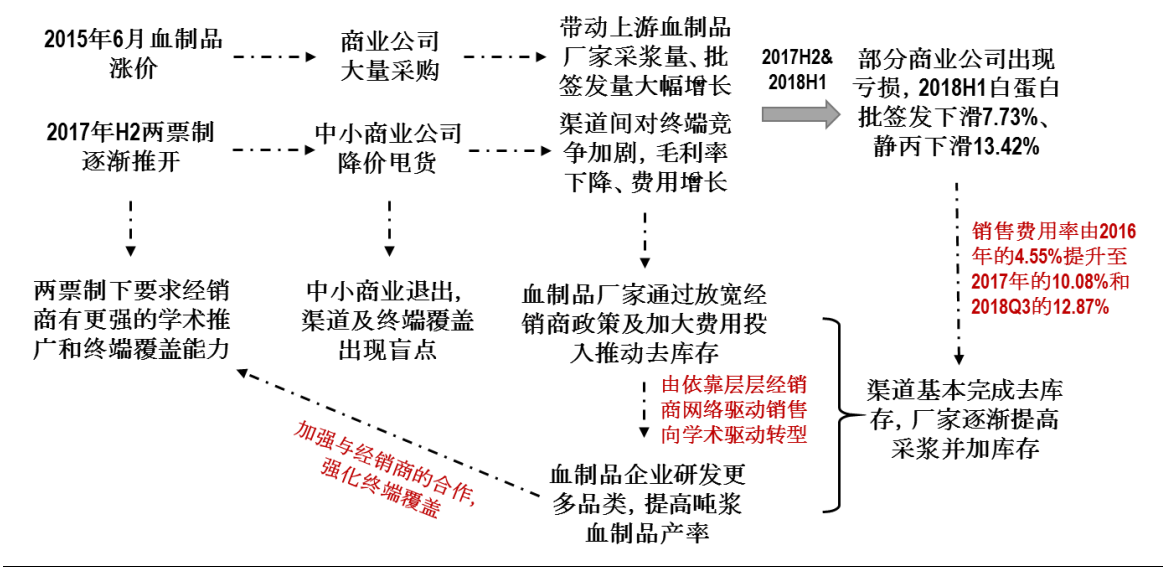 2015年6月血制品
涨价
商业公司
大量采购
带动上游血制品
厂家采浆量、批
签发量大幅增长
2017H2&
2018H1
部分商业公司出现
亏损, 2018H1白蛋白
批签发下滑7.73%、
静丙下滑13.42%
2017年H2两票制
逐渐推开
中小商业公司
降价甩货
渠道间对终端竞
争加剧, 毛利率
下降、费用增长
销售费用率由2016
年的4.55%提升至
2017年的10.08%和
2018Q3的12.87%
两票制下要求经销
商有更强的学术推
广和终端覆盖能力
中小商业退出,
渠道及终端覆盖
出现盲点
血制品厂家通过放宽经
销商政策及加大费用投
入推动去库存
由依靠层层经销
商网络驱动销售
向学术驱动转型
渠道基本完成去库
存, 厂家逐渐提高
采浆并加库存
加强与经销商的合作,
强化终端覆盖
血制品企业研发更
多品类, 提高吨浆
血制品产率